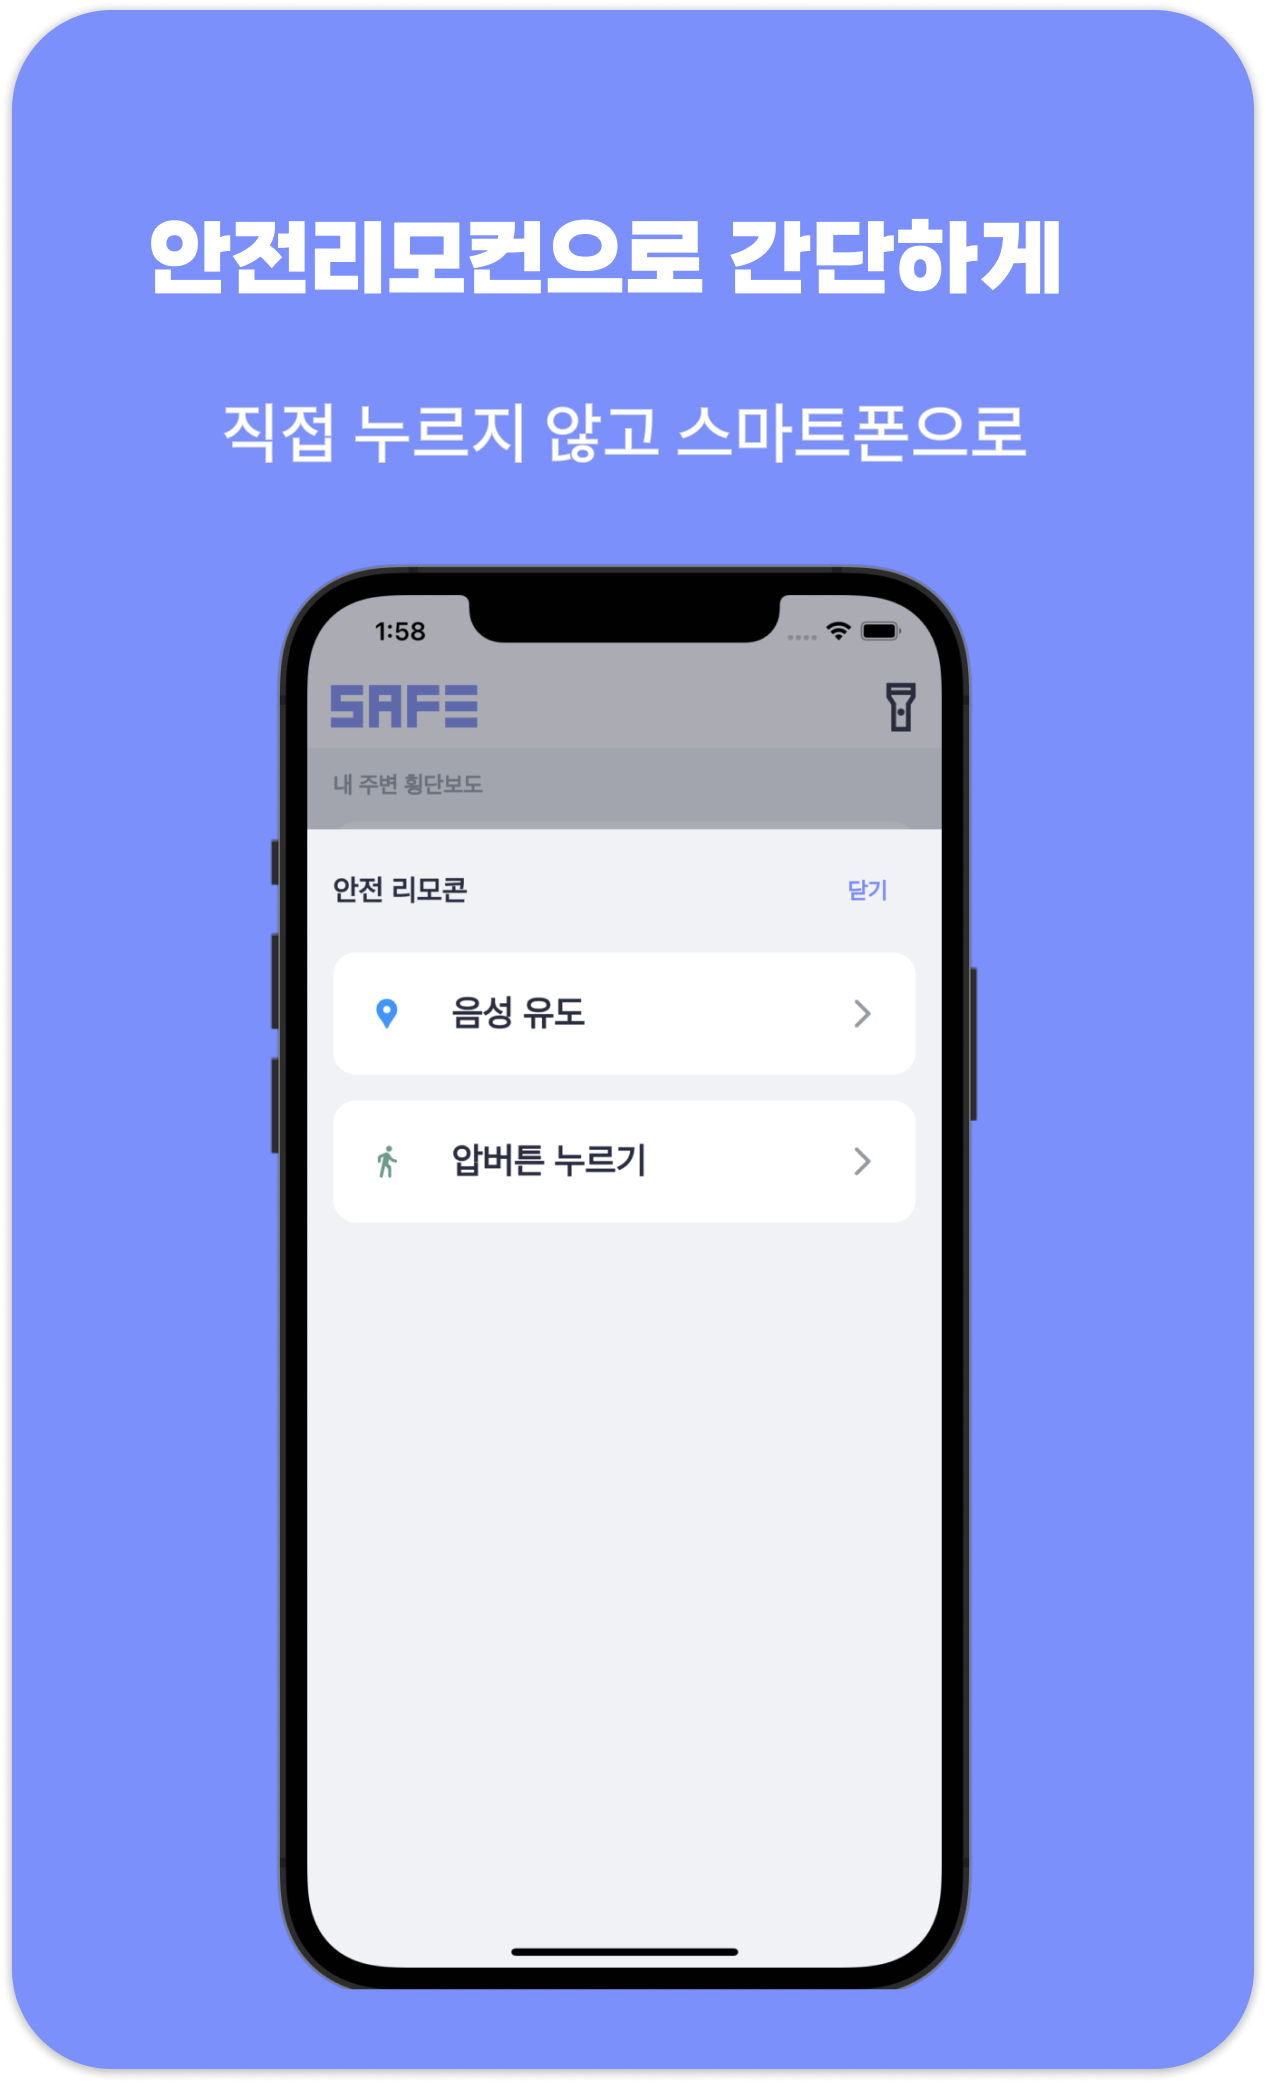 안전리모컨으로 간단하게
직접 누르지 않고 스마트폰으로
1:58
SAFE
내 주변 횡단보도
안전 리모콘
닫기
음성 유도
압버튼 누르기